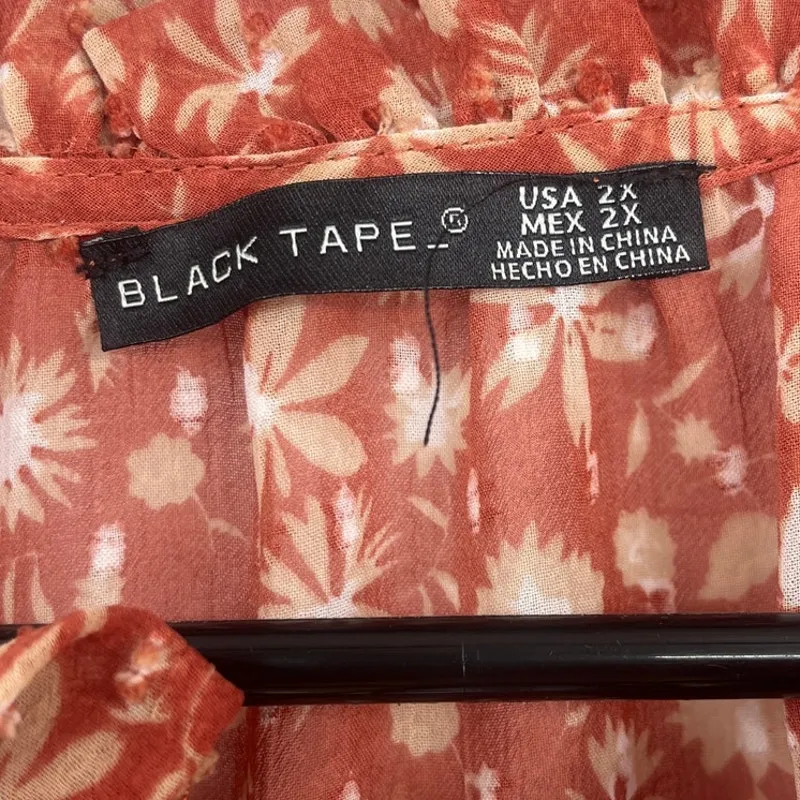 BLACK TAPE ®
USA 2X
MEX 2X
MADE IN CHINA
HECHO EN CHINA